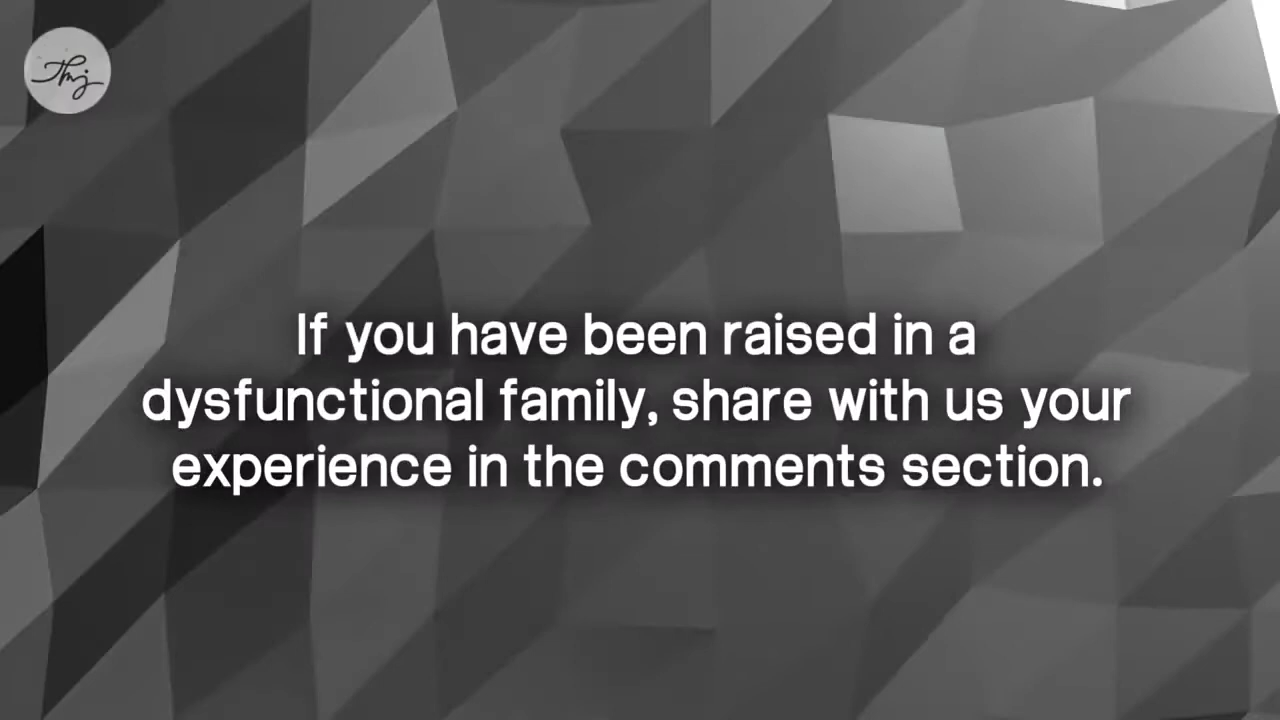 If you have been raised in a
dysfunctional family, share with us your
experience in the comments section.